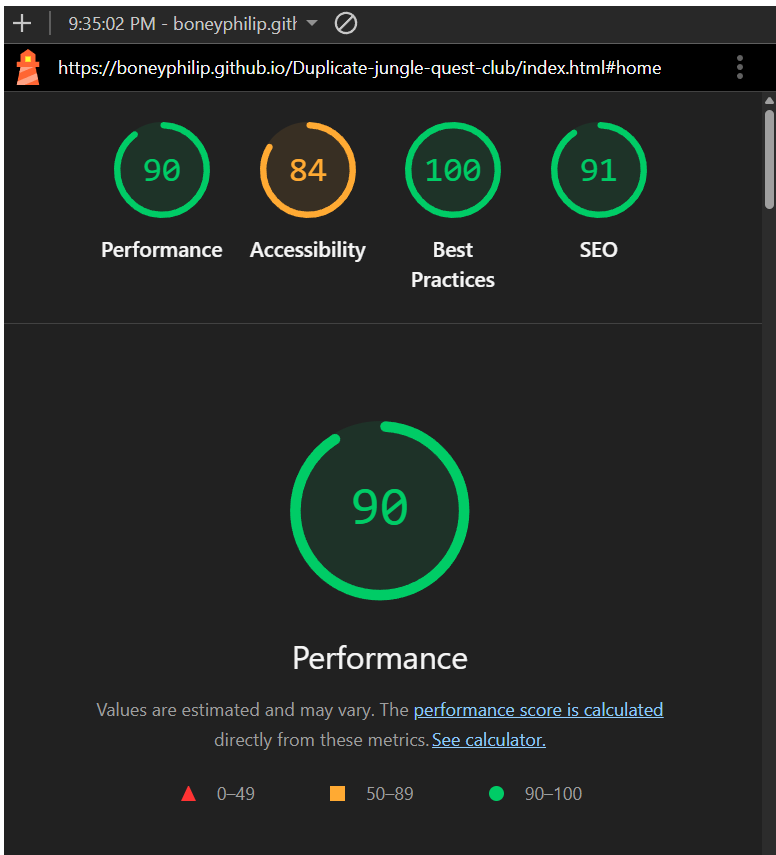 9:35:02 PM - boneyphilip.gith
https://boneyphilip.github.io/Duplicate-jungle-quest-club/index.html#home
90 84 100 91
Performance Accessibility Best Practices SEO
90
Performance
Values are estimated and may vary. The performance score is calculated
directly from these metrics. See calculator.
0–49 50–89 90–100